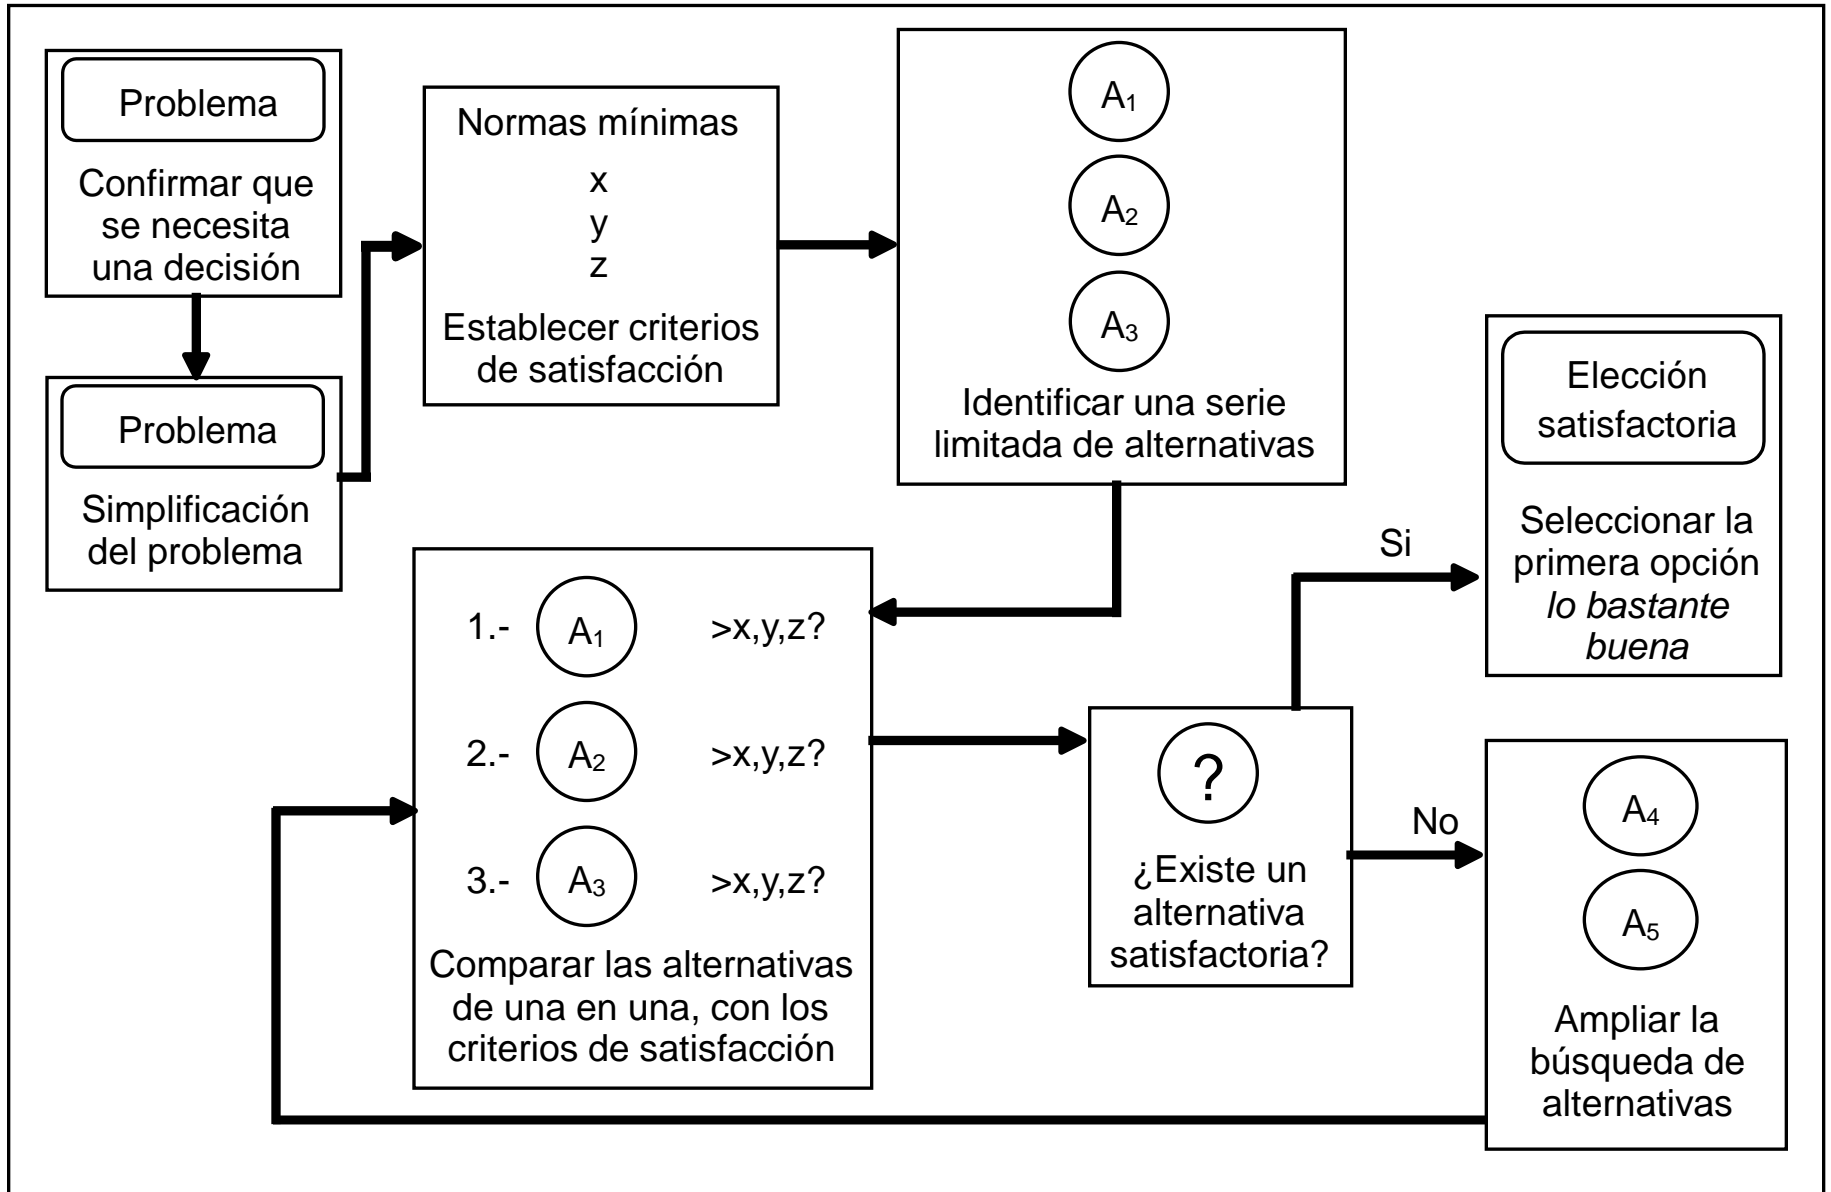 Problema
Confirmar que
se necesita
una decisión
Problema
Simplificación
del problema
Normas mínimas
x
y
z
Establecer criterios
de satisfacción
A₁
A₂
A₃
Identificar una serie
limitada de alternativas
1.- A₁ >x,y,z?
2.- A₂ >x,y,z?
3.- A₃ >x,y,z?
Comparar las alternativas
de una en una, con los
criterios de satisfacción
?
¿Existe un
alternativa
satisfactoria?
Si
Elección
satisfactoria
Seleccionar la
primera opción
lo bastante
buena
No
A₄
A₅
Ampliar la
búsqueda de
alternativas